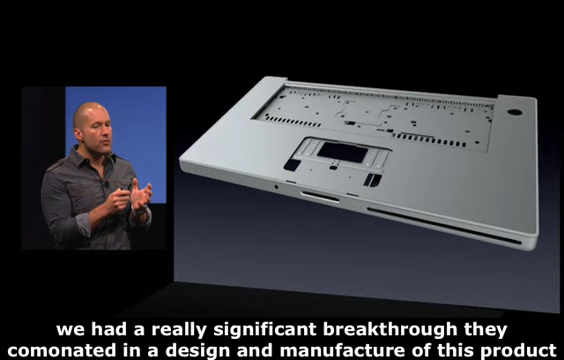 we had a really significant breakthrough they
comonated in a design and manufacture of this product